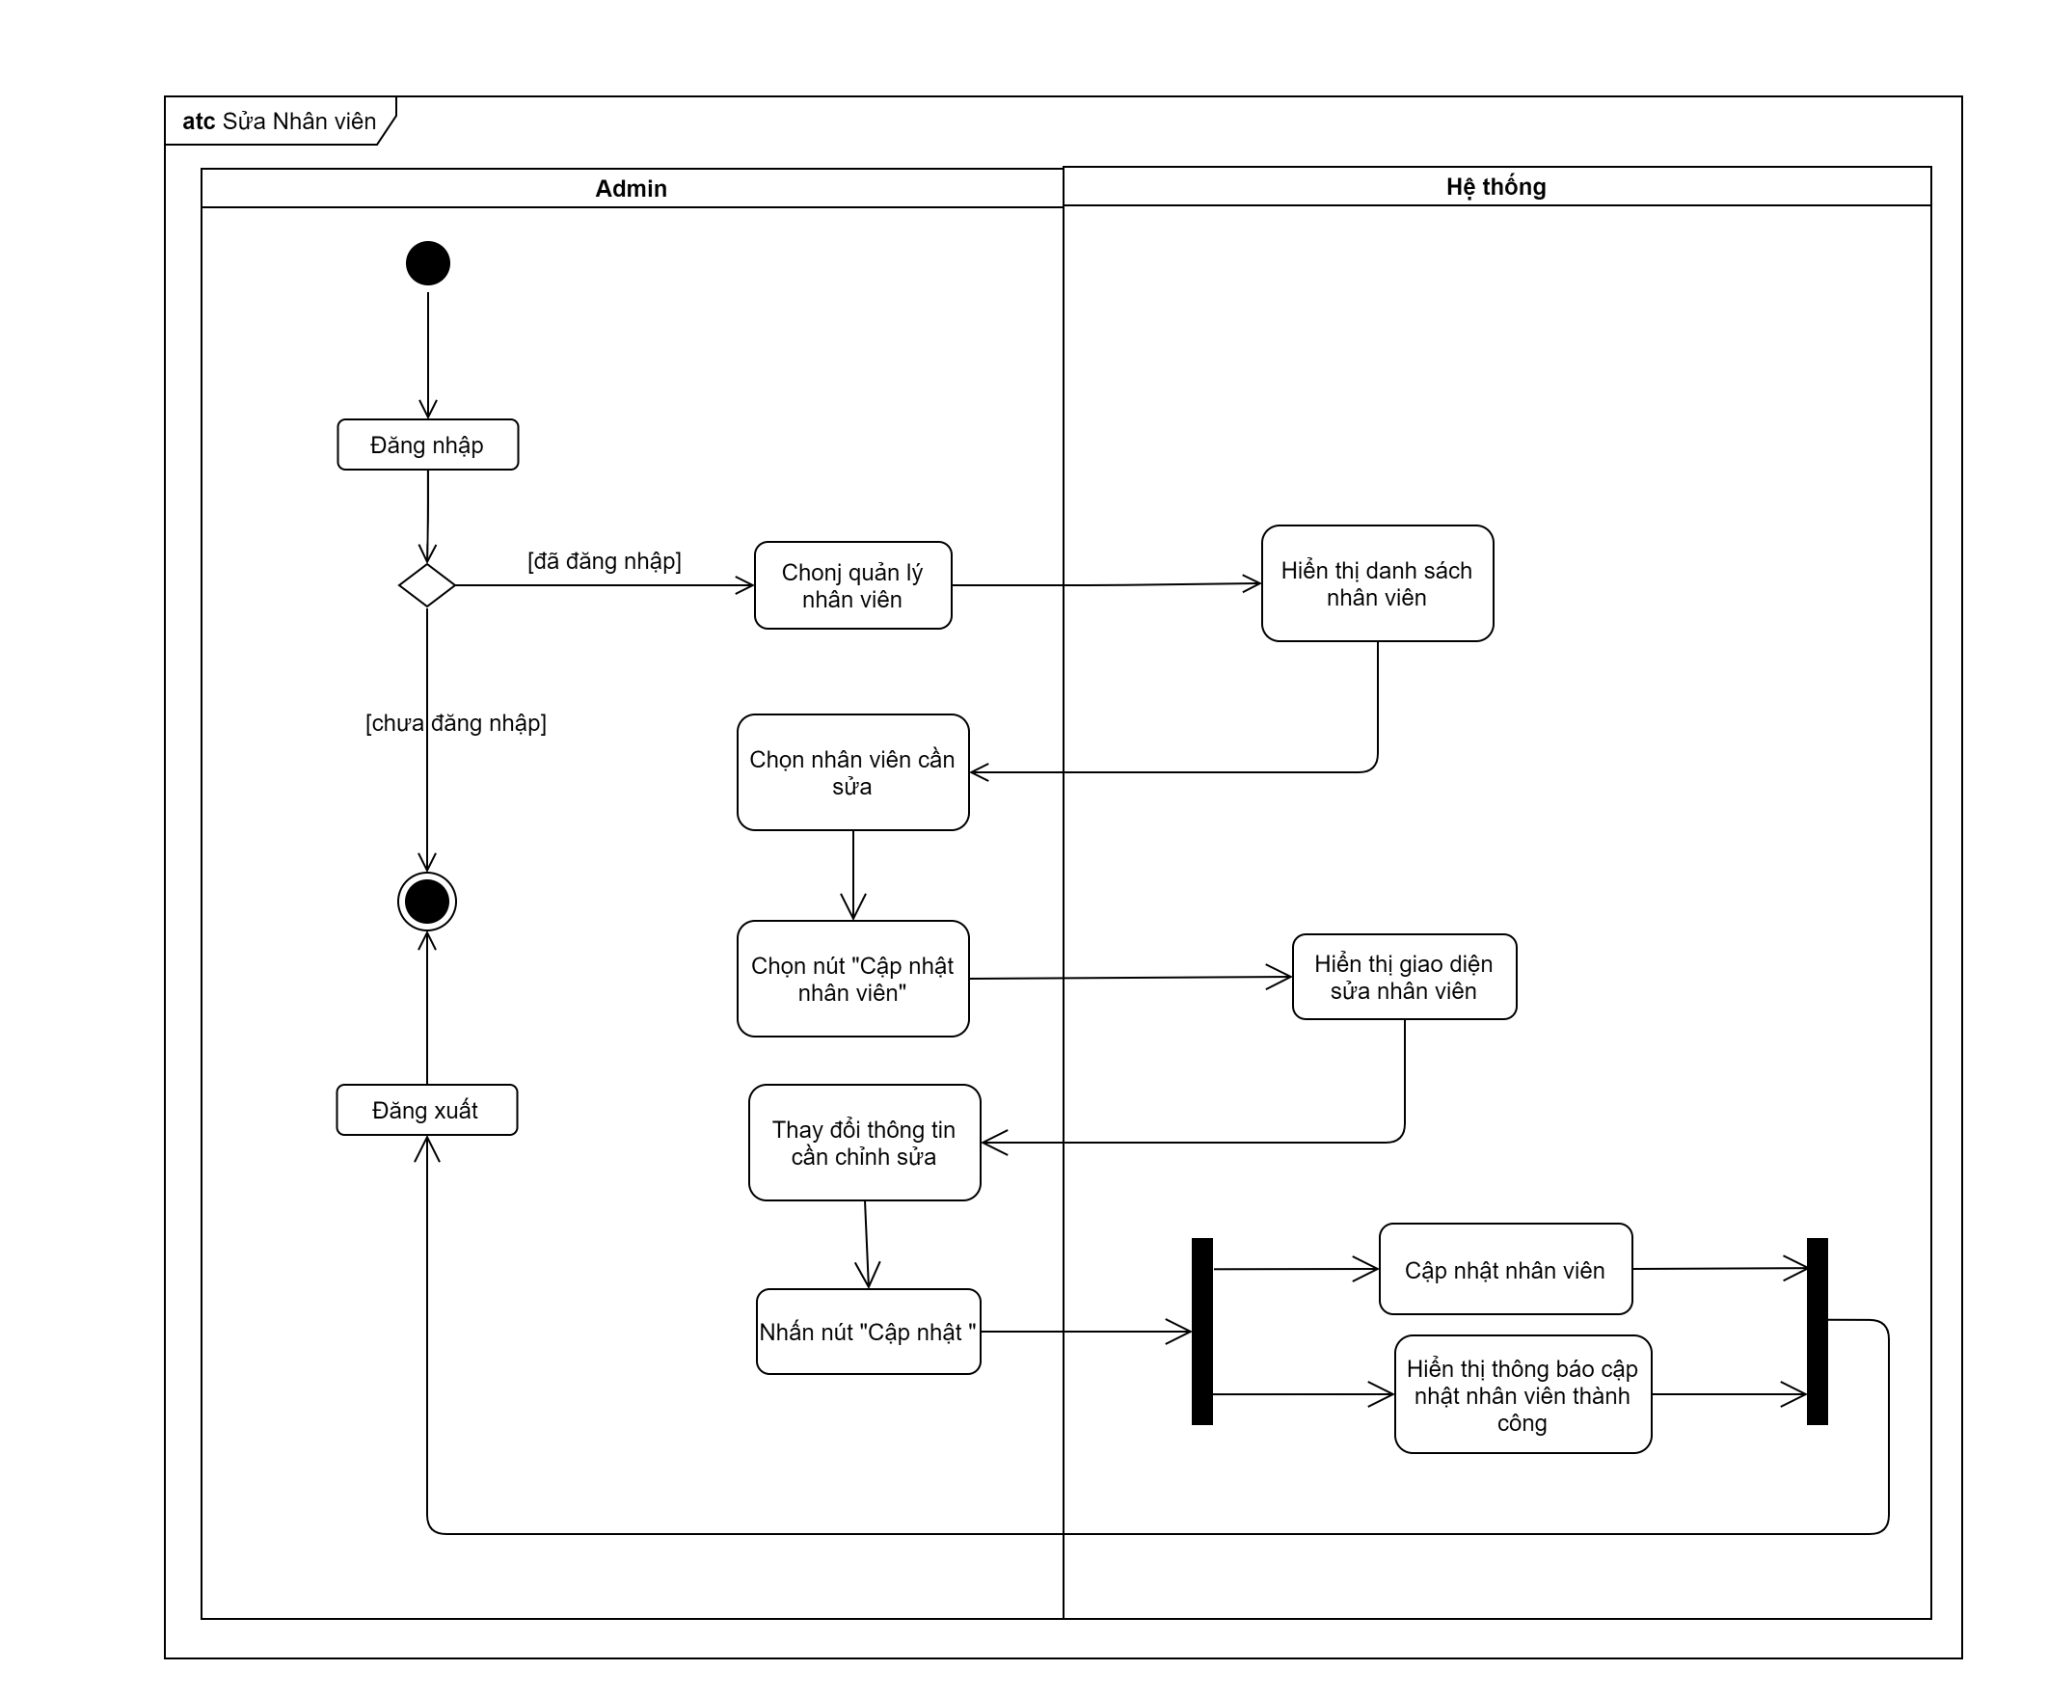 atc Sửa Nhân viên
Admin
Hệ thống
Đăng nhập
[đã đăng nhập]
Chonj quản lý
nhân viên
Hiển thị danh sách
nhân viên
[chưa đăng nhập]
Chọn nhân viên cần
sửa
Chọn nút "Cập nhật
nhân viên"
Hiển thị giao diện
sửa nhân viên
Đăng xuất
Thay đổi thông tin
cần chỉnh sửa
Cập nhật nhân viên
Nhấn nút "Cập nhật "
Hiển thị thông báo cập
nhật nhân viên thành
công